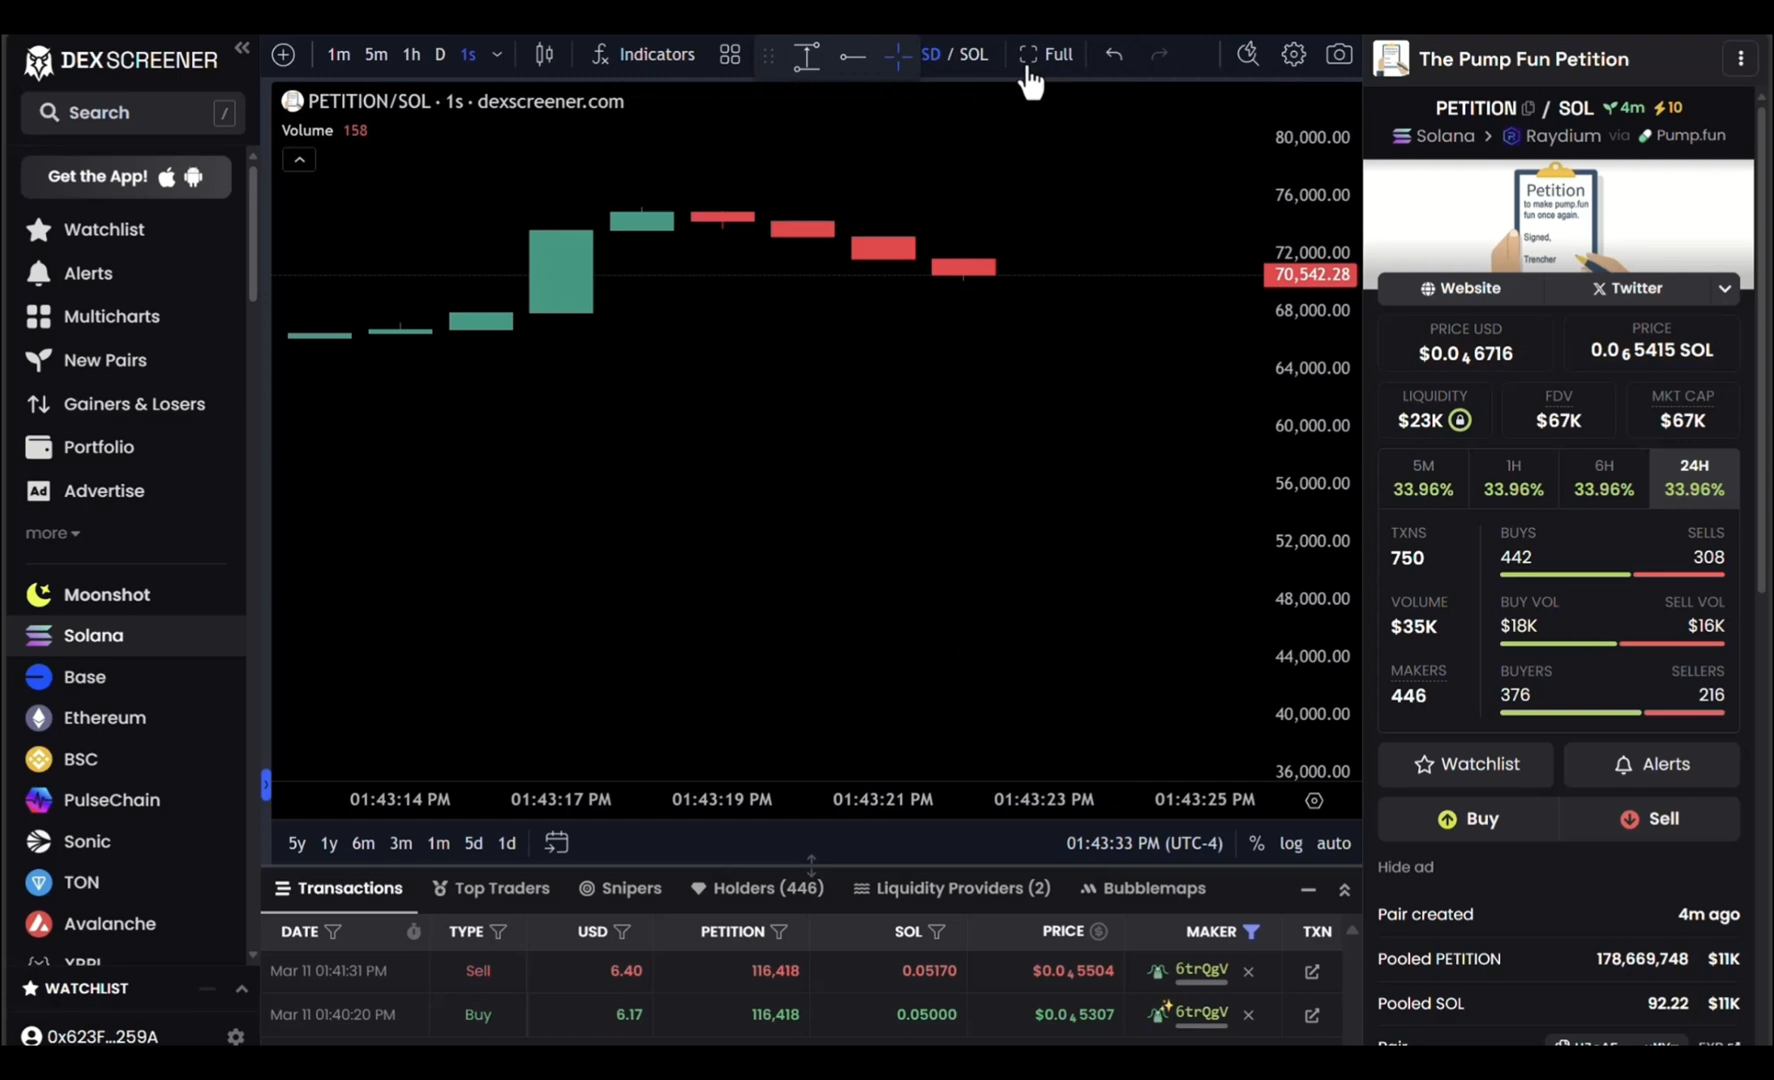 DEXSCREENER
Search /
Get the App!
Watchlist
Alerts
Multicharts
New Pairs
Gainers & Losers
Portfolio
Ad Advertise
more
Moonshot
Solana
Base
Ethereum
BSC
PulseChain
Sonic
TON
Avalanche
WATCHLIST
0x623F...259A
1m 5m 1h D 1s Indicators SD / SOL Full
PETITION/SOL · 1s · dexscreener.com
Volume 158
80,000.00
76,000.00
72,000.00
70,542.28
68,000.00
64,000.00
60,000.00
56,000.00
52,000.00
48,000.00
44,000.00
40,000.00
36,000.00
01:43:14 PM 01:43:17 PM 01:43:19 PM 01:43:21 PM 01:43:23 PM 01:43:25 PM
5y 1y 6m 3m 1m 5d 1d 01:43:33 PM (UTC-4) % log auto
Transactions Top Traders Snipers Holders (446) Liquidity Providers (2) Bubblemaps
DATE TYPE USD PETITION SOL PRICE MAKER TXN
Mar 11 01:41:31 PM Sell 6.40 116,418 0.05170 $0.0₄5504 6trQgV
Mar 11 01:40:20 PM Buy 6.17 116,418 0.05000 $0.0₄5307 6trQgV
The Pump Fun Petition
PETITION / SOL 4m 10
Solana > Raydium via Pump.fun
Petition
to make pump.fun
fun once again.
Signed,
Trencher
Website Twitter
PRICE USD PRICE
$0.0₄6716 0.0₆5415 SOL
LIQUIDITY FDV MKT CAP
$23K $67K $67K
5M 1H 6H 24H
33.96% 33.96% 33.96% 33.96%
TXNS BUYS SELLS
750 442 308
VOLUME BUY VOL SELL VOL
$35K $18K $16K
MAKERS BUYERS SELLERS
446 376 216
Watchlist Alerts
Buy Sell
Hide ad
Pair created 4m ago
Pooled PETITION 178,669,748 $11K
Pooled SOL 92.22 $11K